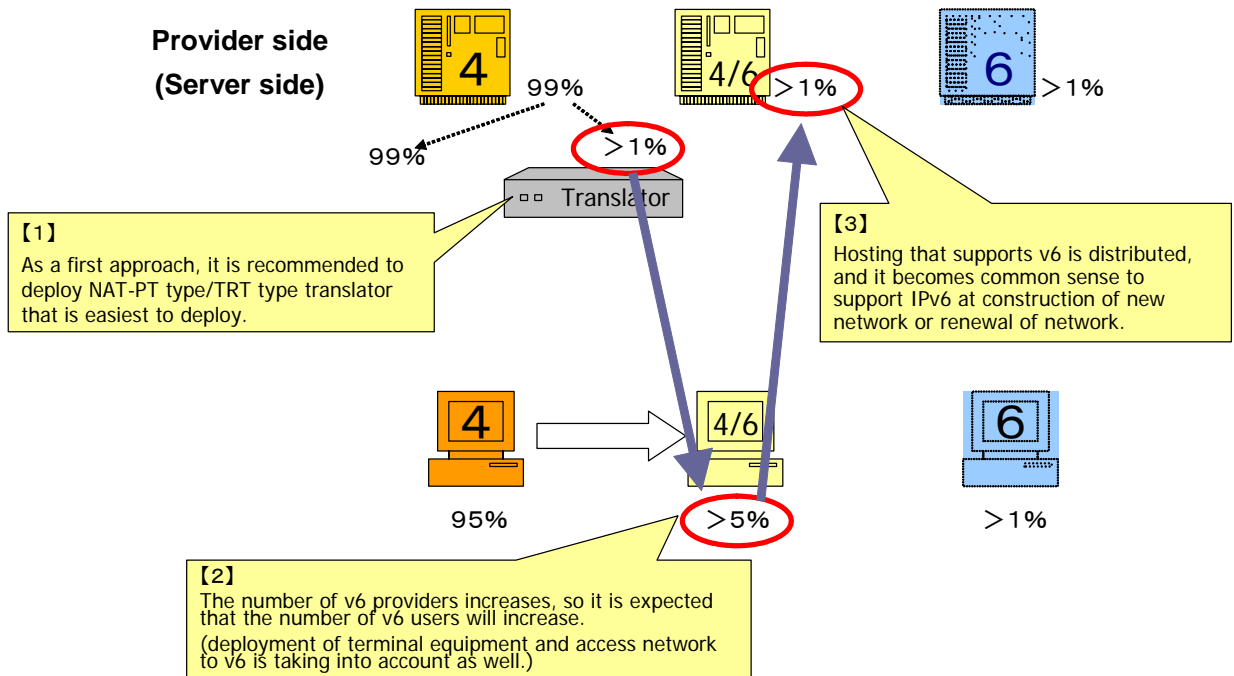 Provider side
(Server side)
4
4/6
6
99%
＞1%
＞1%
99%
＞1%
Translator
【1】
As a first approach, it is recommended to
deploy NAT-PT type/TRT type translator
that is easiest to deploy.
【3】
Hosting that supports v6 is distributed,
and it becomes common sense to
support IPv6 at construction of new
network or renewal of network.
4
4/6
6
95%
＞5%
＞1%
【2】
The number of v6 providers increases, so it is expected
that the number of v6 users will increase.
(deployment of terminal equipment and access network
to v6 is taking into account as well.)